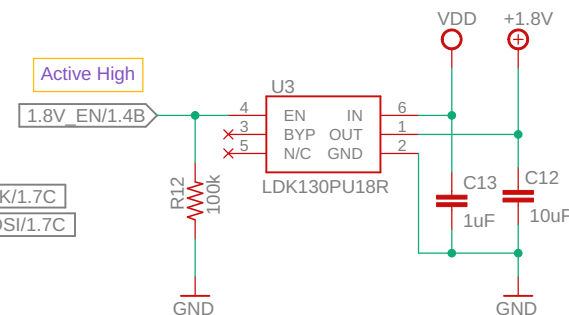 VDD
+1.8V
Active High
U3
1.8V_EN/1.4B
4
EN
IN
6
3
BYP
OUT
1
5
N/C
GND
2
LDK130PU18R
R12
100k
K/1.7C
OSI/1.7C
C13
1uF
C12
10uF
GND
GND